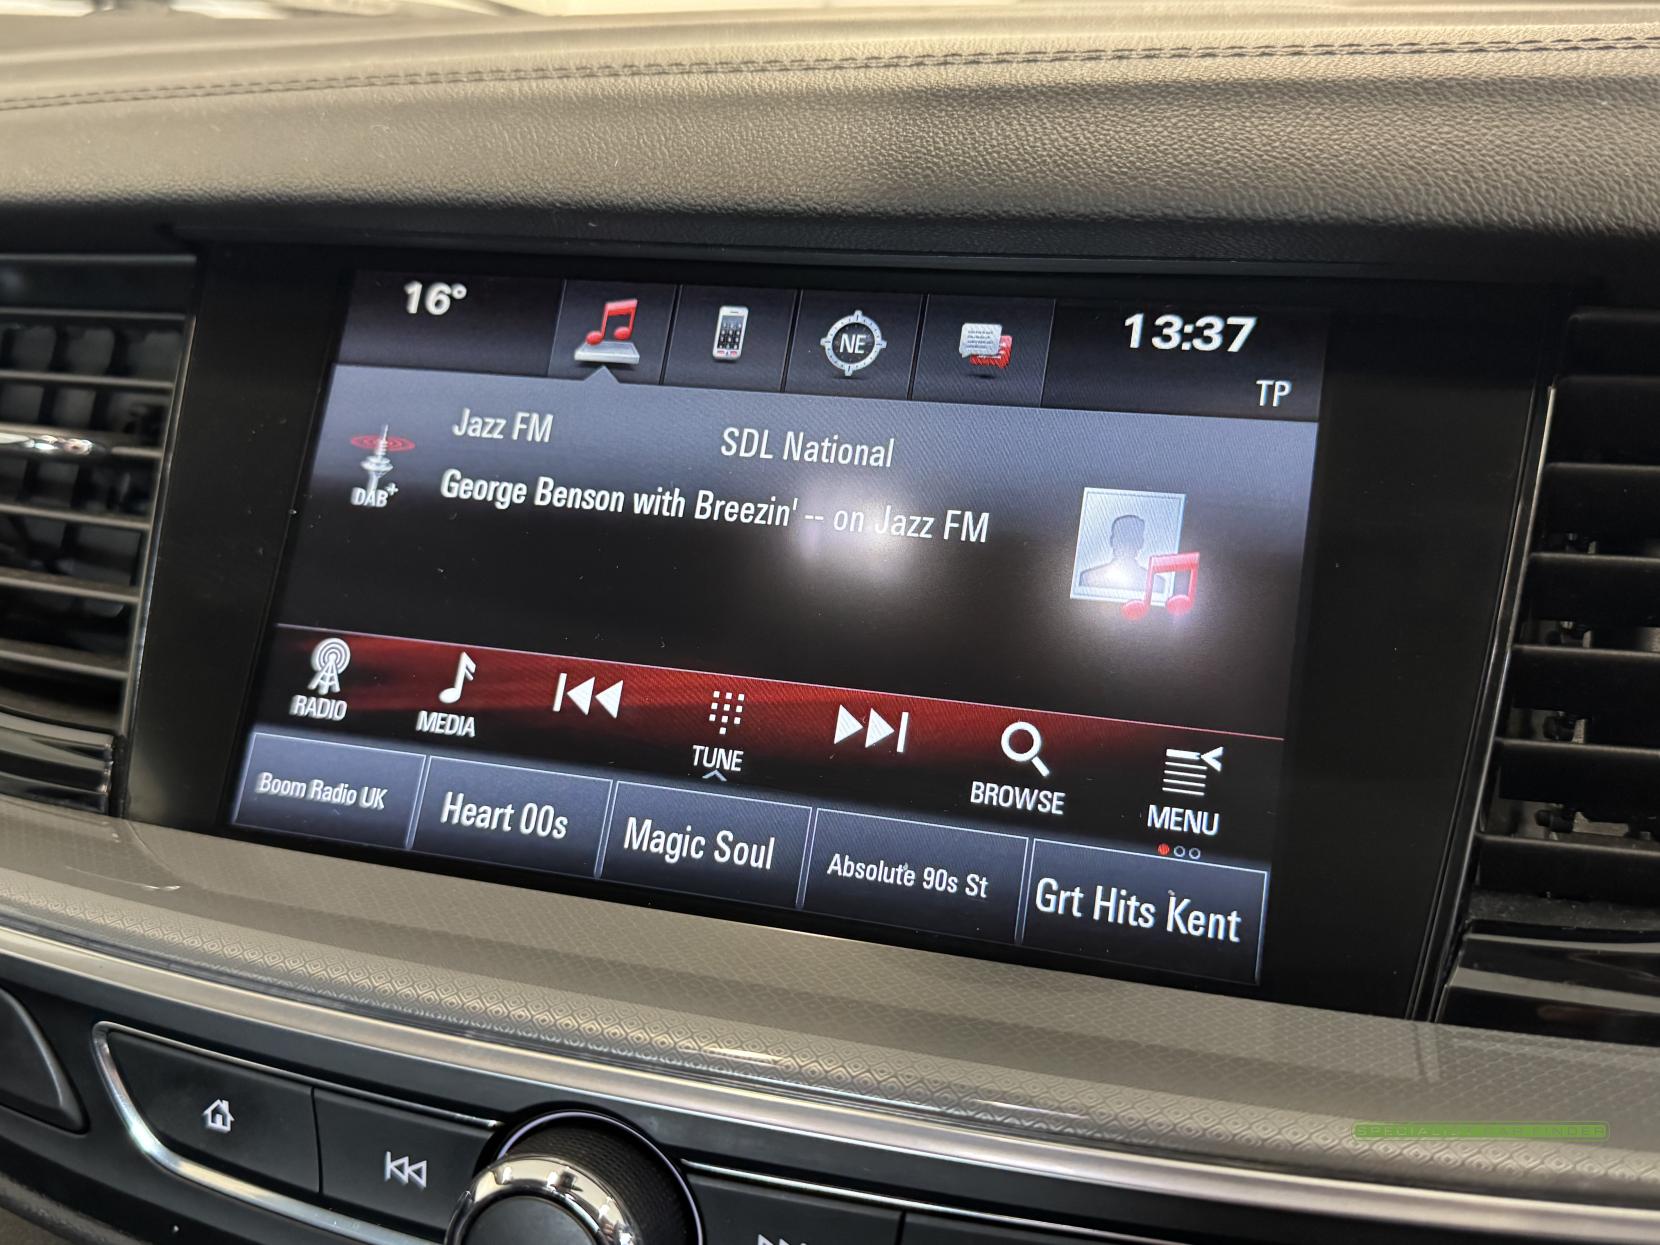 16°
NE
13:37
TP
Jazz FM
SDL National
DAB+
George Benson with Breezin' -- on Jazz FM
RADIO
MEDIA
TUNE
BROWSE
MENU
Boom Radio UK
Heart 00s
Magic Soul
Absolute 90s St
Grt Hits Kent